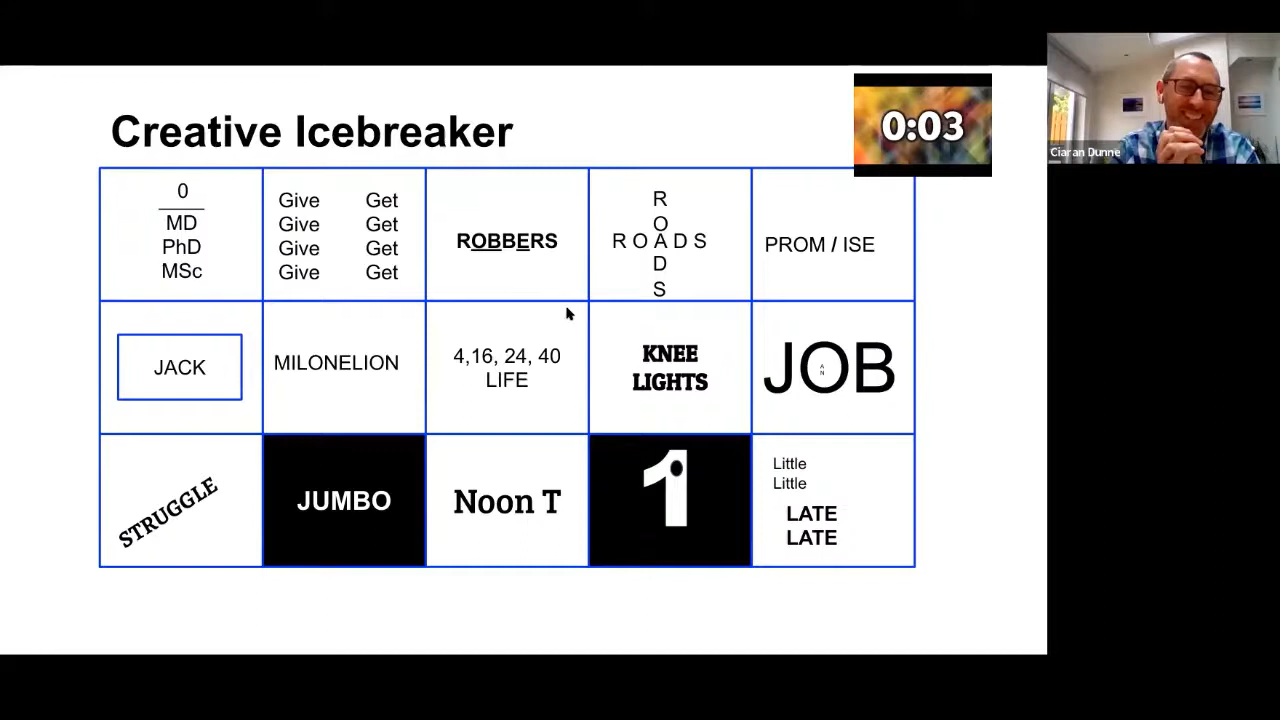 Creative Icebreaker
0:03
Ciaran Dunne
0
MD
PhD
MSc
Give Get
Give Get
Give Get
Give Get
ROBBERS
R
O
ROADS
D
S
PROM / ISE
JACK
MILONELION
4,16, 24, 40
LIFE
KNEE
LIGHTS
JOB
A
N
STRUGGLE
JUMBO
Noon T
1
Little
Little
LATE
LATE